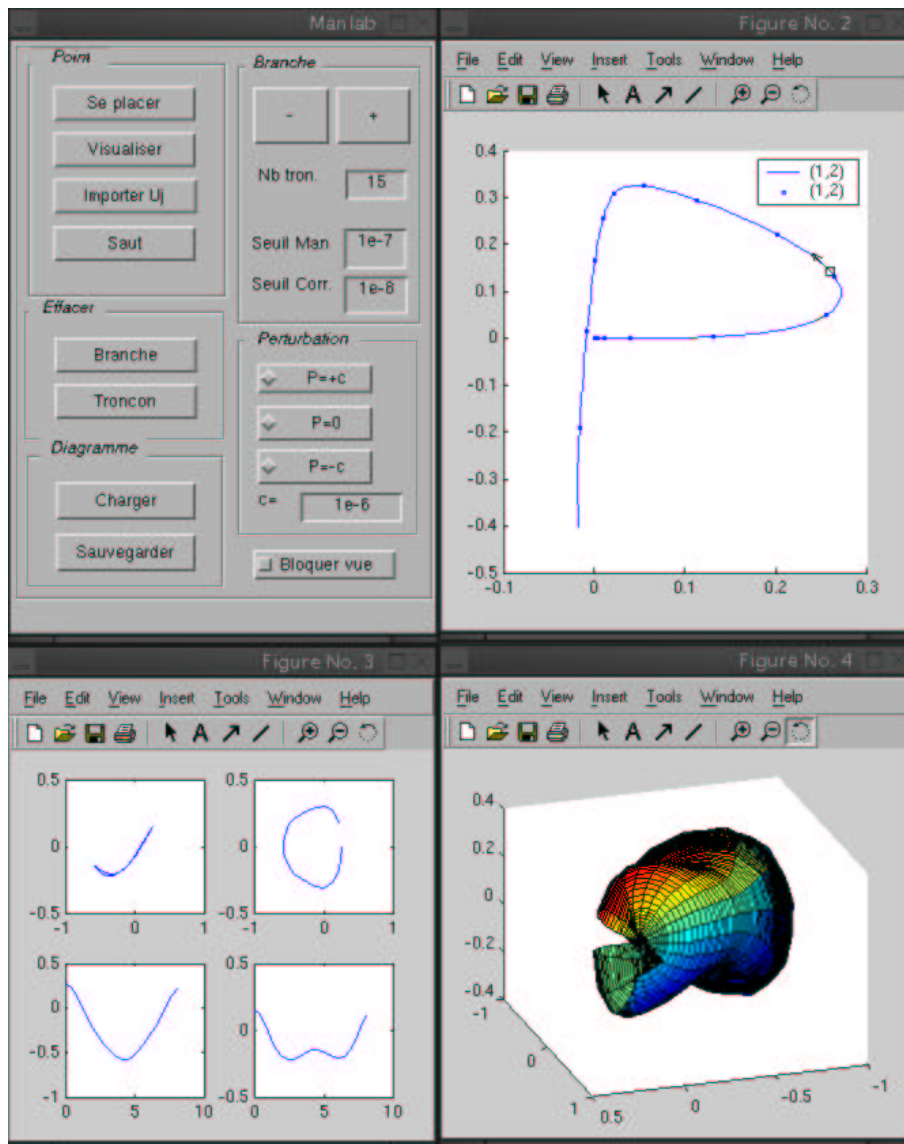 Manlab
Point
Se placer
Visualiser
Importer Uj
Saut
Effacer
Branche
Troncon
Diagramme
Charger
Sauvegarder
Branche
-
+
Nb tron.
15
Seuil Man
1e-7
Seuil Corr.
1e-8
Perturbation
P=+c
P=0
P=-c
c=
1e-6
Bloquer vue
Figure No. 2
File Edit View Insert Tools Window Help
A
0.4
0.3
0.2
0.1
0
-0.1
-0.2
-0.3
-0.4
-0.5
-0.1 0 0.1 0.2 0.3
(1,2)
(1,2)
Figure No. 3
File Edit View Insert Tools Window Help
A
0.5
0
-0.5
-1 0 1
0.5
0
-0.5
-1 0 1
0.5
0
-0.5
-1
0 5 10
0.5
0
-0.5
0 5 10
Figure No. 4
File Edit View Insert Tools Window Help
A
0.4
0.2
0
-0.2
-0.4
-1
0
1
0.5
0
-0.5
-1